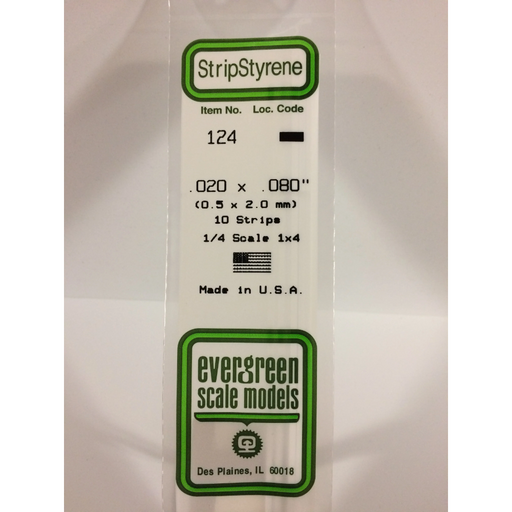 StripStyrene
Item No. Loc. Code
124
.020 x .080"
(0.5 x 2.0 mm)
10 Strips
1/4 Scale 1x4
Made in U.S.A.
evergreen
scale models
Des Plaines, IL 60018